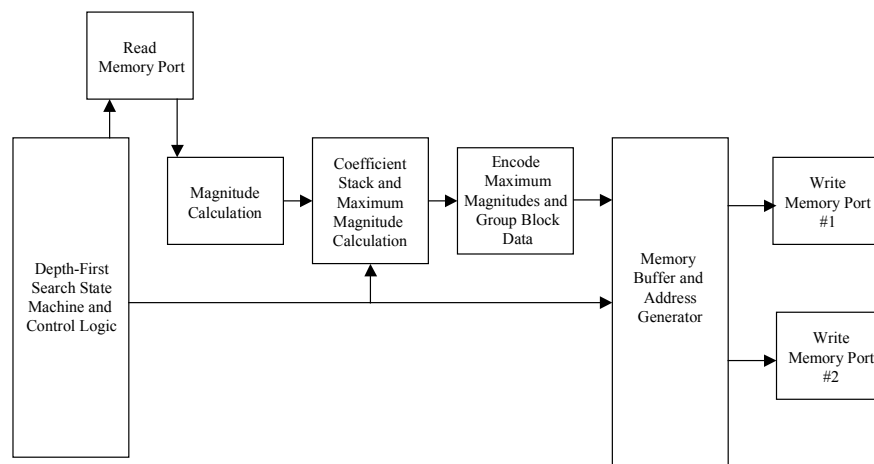 Read
Memory Port
Magnitude
Calculation
Coefficient
Stack and
Maximum
Magnitude
Calculation
Encode
Maximum
Magnitudes and
Group Block
Data
Write
Memory Port
#1
Depth-First
Search State
Machine and
Control Logic
Memory
Buffer and
Address
Generator
Write
Memory Port
#2